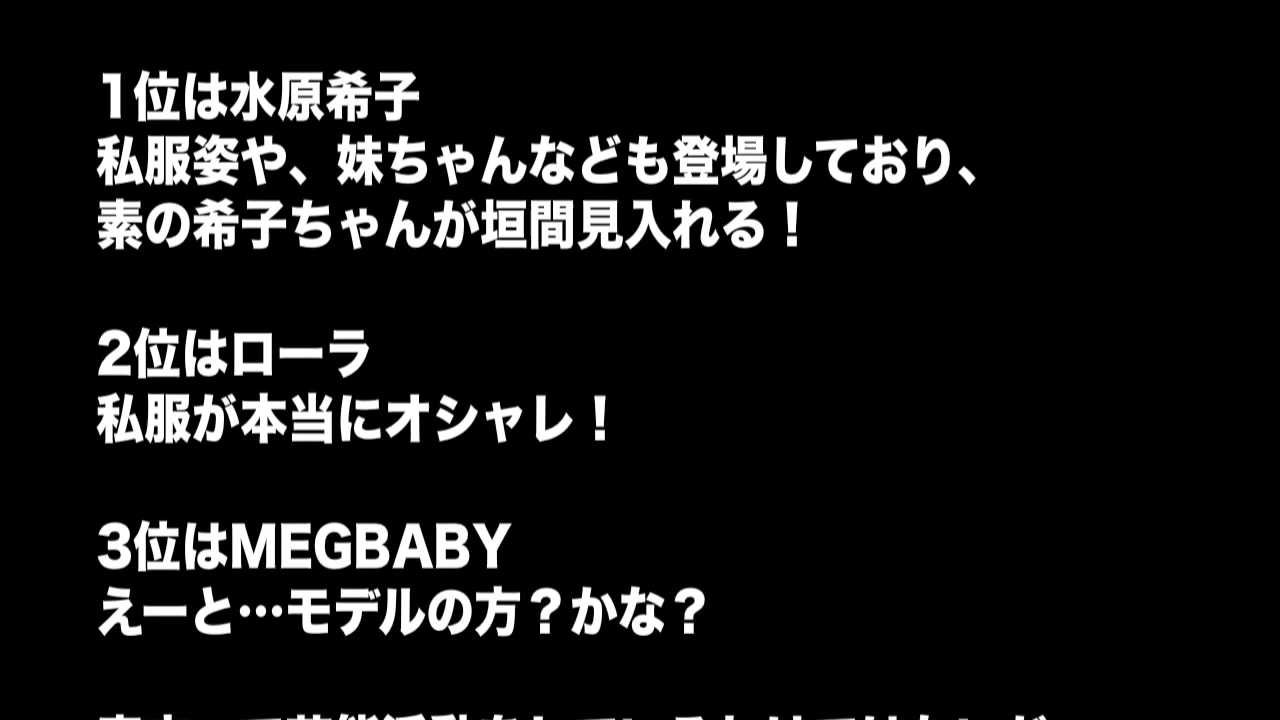 1位は水原希子
私服姿や、妹ちゃんなども登場しており、
素の希子ちゃんが垣間見入れる！
2位はローラ
私服が本当にオシャレ！
3位はMEGBABY
えーと…モデルの方？かな？